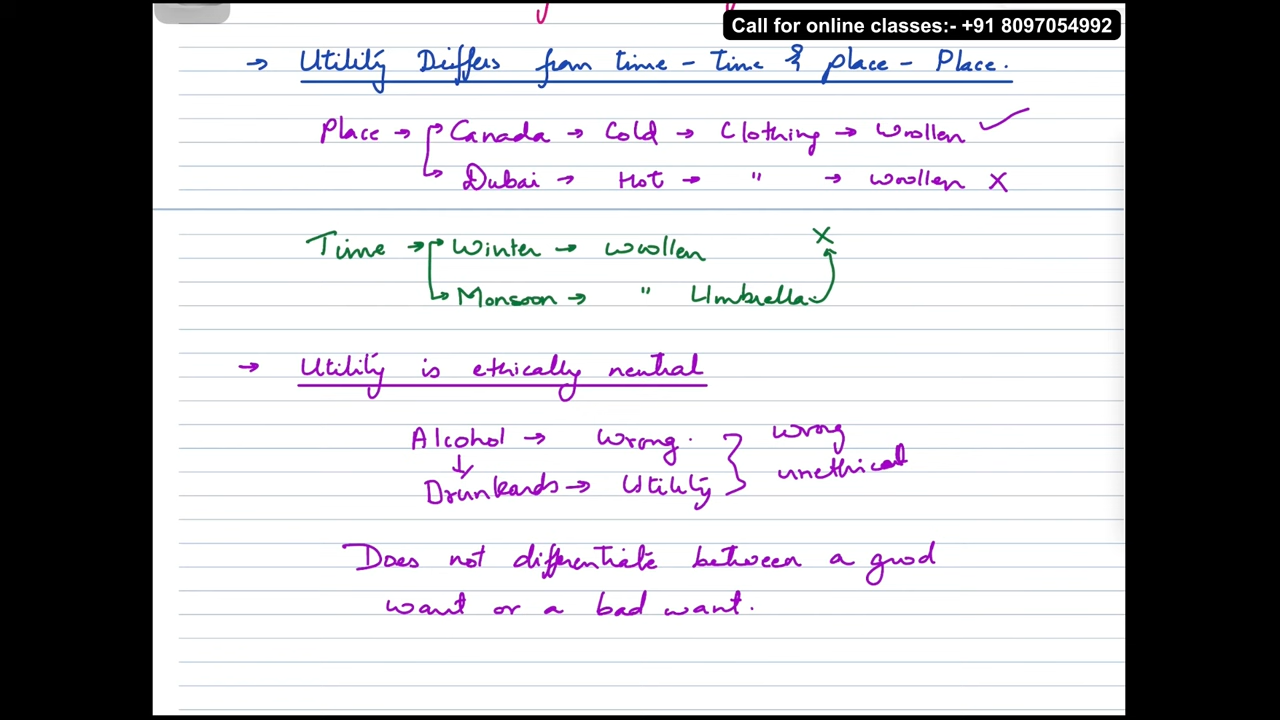 Call for online classes:- +91 8097054992
→ Utility Differs from time - time & place - Place.
Place → Canada → Cold → Clothing → Woollen ✓
Dubai → Hot → " → woollen X
Time → Winter → Woollen X
Monsoon → " Umbrella
→ Utility is ethically neutral
Alcohol → Wrong. wrong
↓ unethical
Drunkards → Utility
Does not differentiate between a good
want or a bad want.